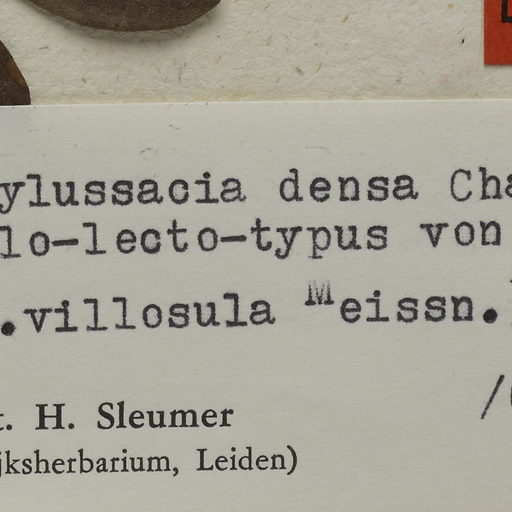 ylussacia densa Cha
lo-lecto-typus von
.villosula Meissn.
t. H. Sleumer
jksherbarium, Leiden)